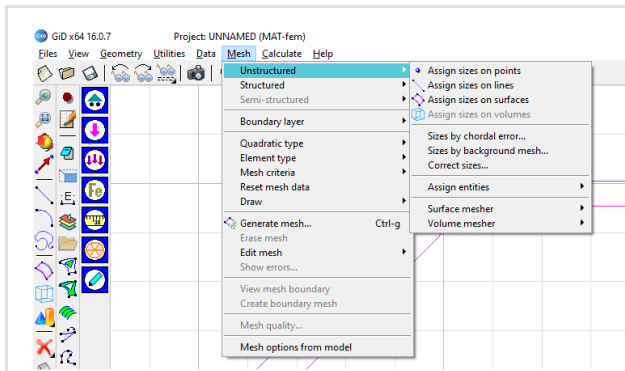 GiD x64 16.0.7 Project: UNNAMED (MAT-fem)
Files View Geometry Utilities Data Mesh Calculate Help
Unstructured
Structured
Semi-structured
Boundary layer
Quadratic type
Element type
Mesh criteria
Reset mesh data
Draw
Generate mesh... Ctrl-g
Erase mesh
Edit mesh
Show errors...
View mesh boundary
Create boundary mesh
Mesh quality...
Mesh options from model
Assign sizes on points
Assign sizes on lines
Assign sizes on surfaces
Assign sizes on volumes
Sizes by chordal error...
Sizes by background mesh...
Correct sizes...
Assign entities
Surface mesher
Volume mesher
:E:
Fe